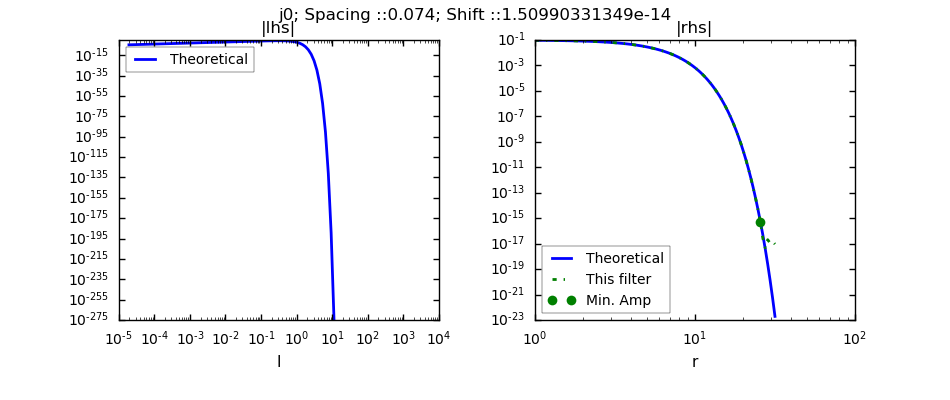 j0; Spacing ::0.074; Shift ::1.50990331349e-14
|lhs|
Theoretical
10^-15
10^-35
10^-55
10^-75
10^-95
10^-115
10^-135
10^-155
10^-175
10^-195
10^-215
10^-235
10^-255
10^-275
10^-5 10^-4 10^-3 10^-2 10^-1 10^0 10^1 10^2 10^3 10^4
l
|rhs|
10^-1
10^-3
10^-5
10^-7
10^-9
10^-11
10^-13
10^-15
10^-17
10^-19
10^-21
10^-23
Theoretical
This filter
Min. Amp
10^0 10^1 10^2
r